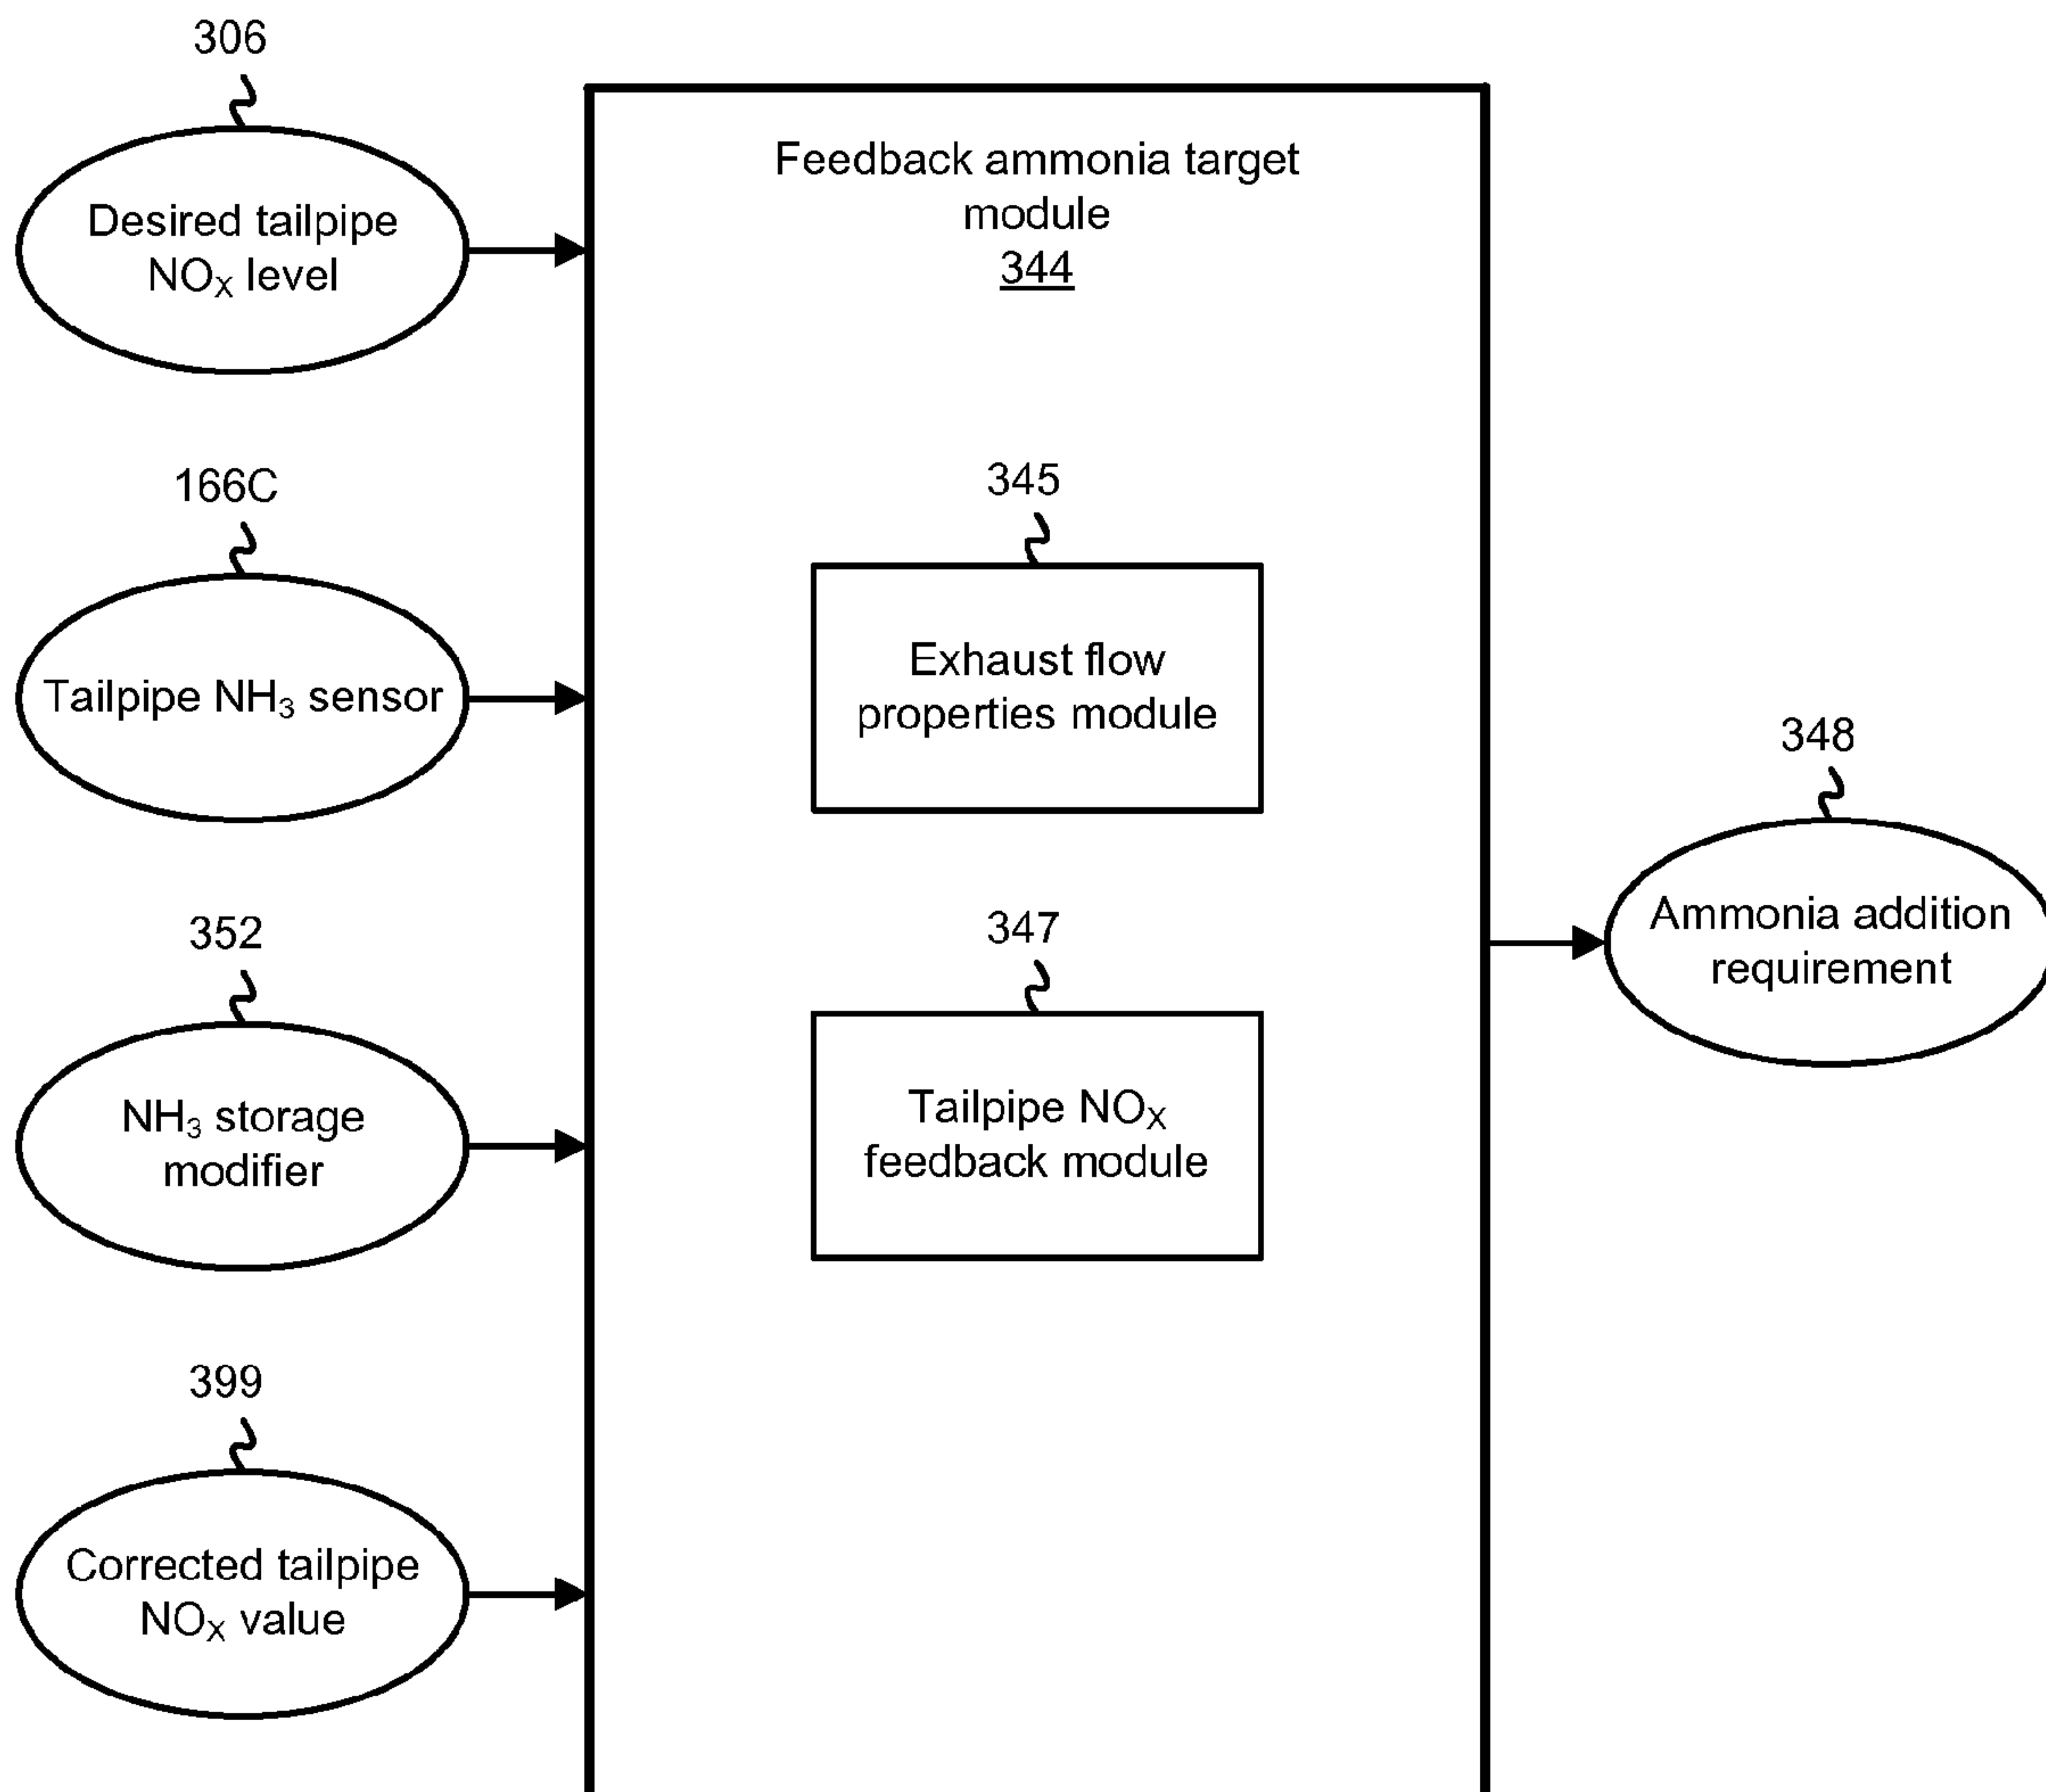 306
Desired tailpipe
NOX level
166C
Tailpipe NH3 sensor
352
NH3 storage
modifier
399
Corrected tailpipe
NOX value
Feedback ammonia target
module
344
345
Exhaust flow
properties module
347
Tailpipe NOX
feedback module
348
Ammonia addition
requirement